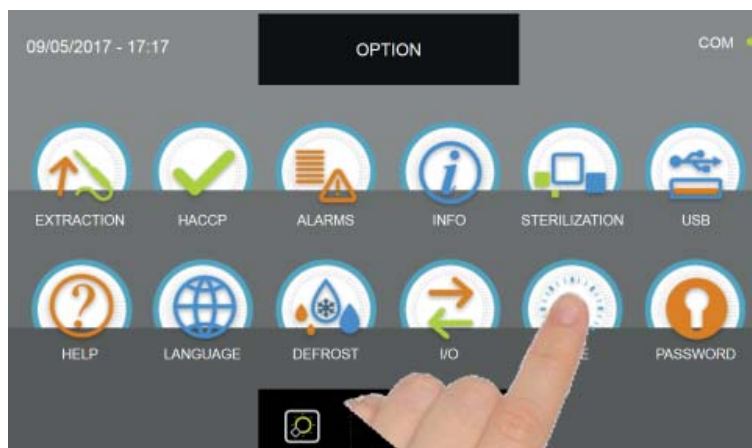 09/05/2017 - 17:17 OPTION COM
EXTRACTION HACCP ALARMS INFO STERILIZATION USB
HELP LANGUAGE DEFROST I/O E PASSWORD